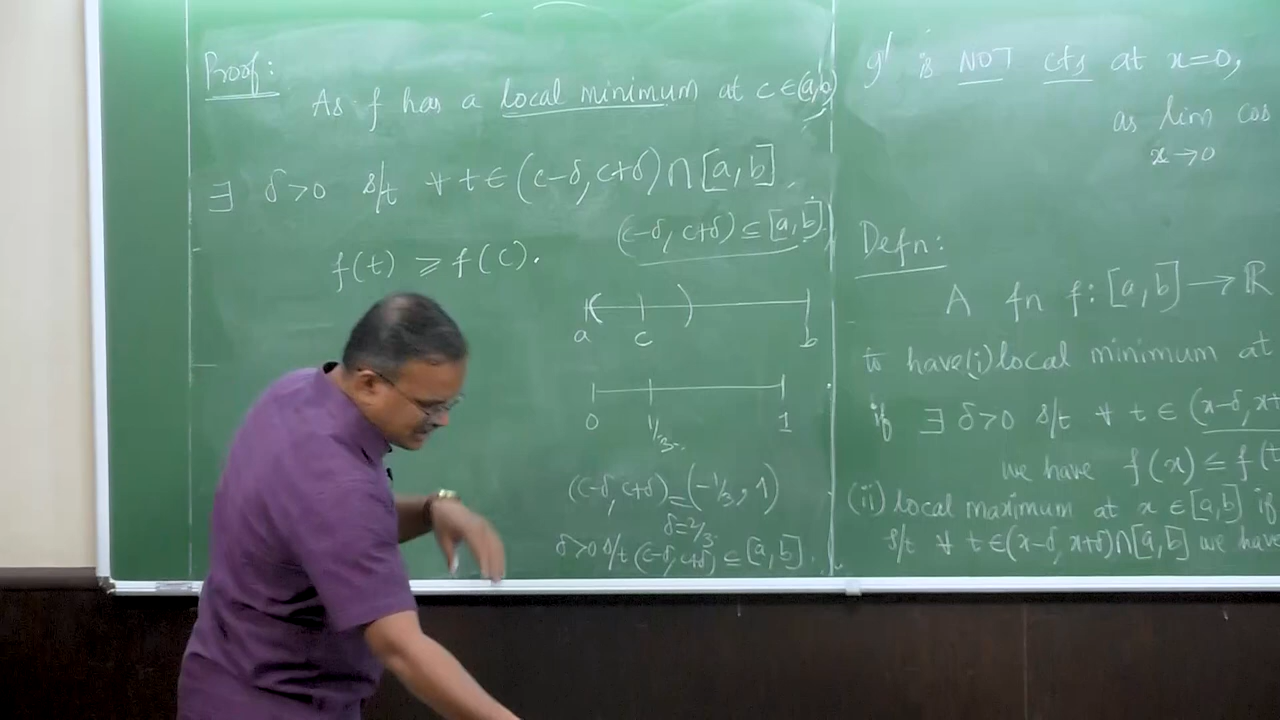 Proof:
As f has a local minimum at c ∈ (a,b)
∃ δ>0 s/t ∀ t ∈ (c-δ, c+δ) ∩ [a, b].
(c-δ, c+δ) ⊆ [a, b].
f(t) ≥ f(c).
a c b
0 1/3 1
(c-δ, c+δ) = (-1/3, 1)
δ=2/3.
δ>0 s/t (c-δ, c+δ) ⊆ [a, b].
g' is NOT cts at x=0,
as lim cos
x→0
Defn:
A fn f: [a, b] → ℝ
to have (i) local minimum at
if ∃ δ>0 s/t ∀ t ∈ (x-δ, x+
we have f(x) ≤ f(t
(ii) local maximum at x ∈ [a, b] if
s/t ∀ t ∈ (x-δ, x+δ) ∩ [a, b] we have